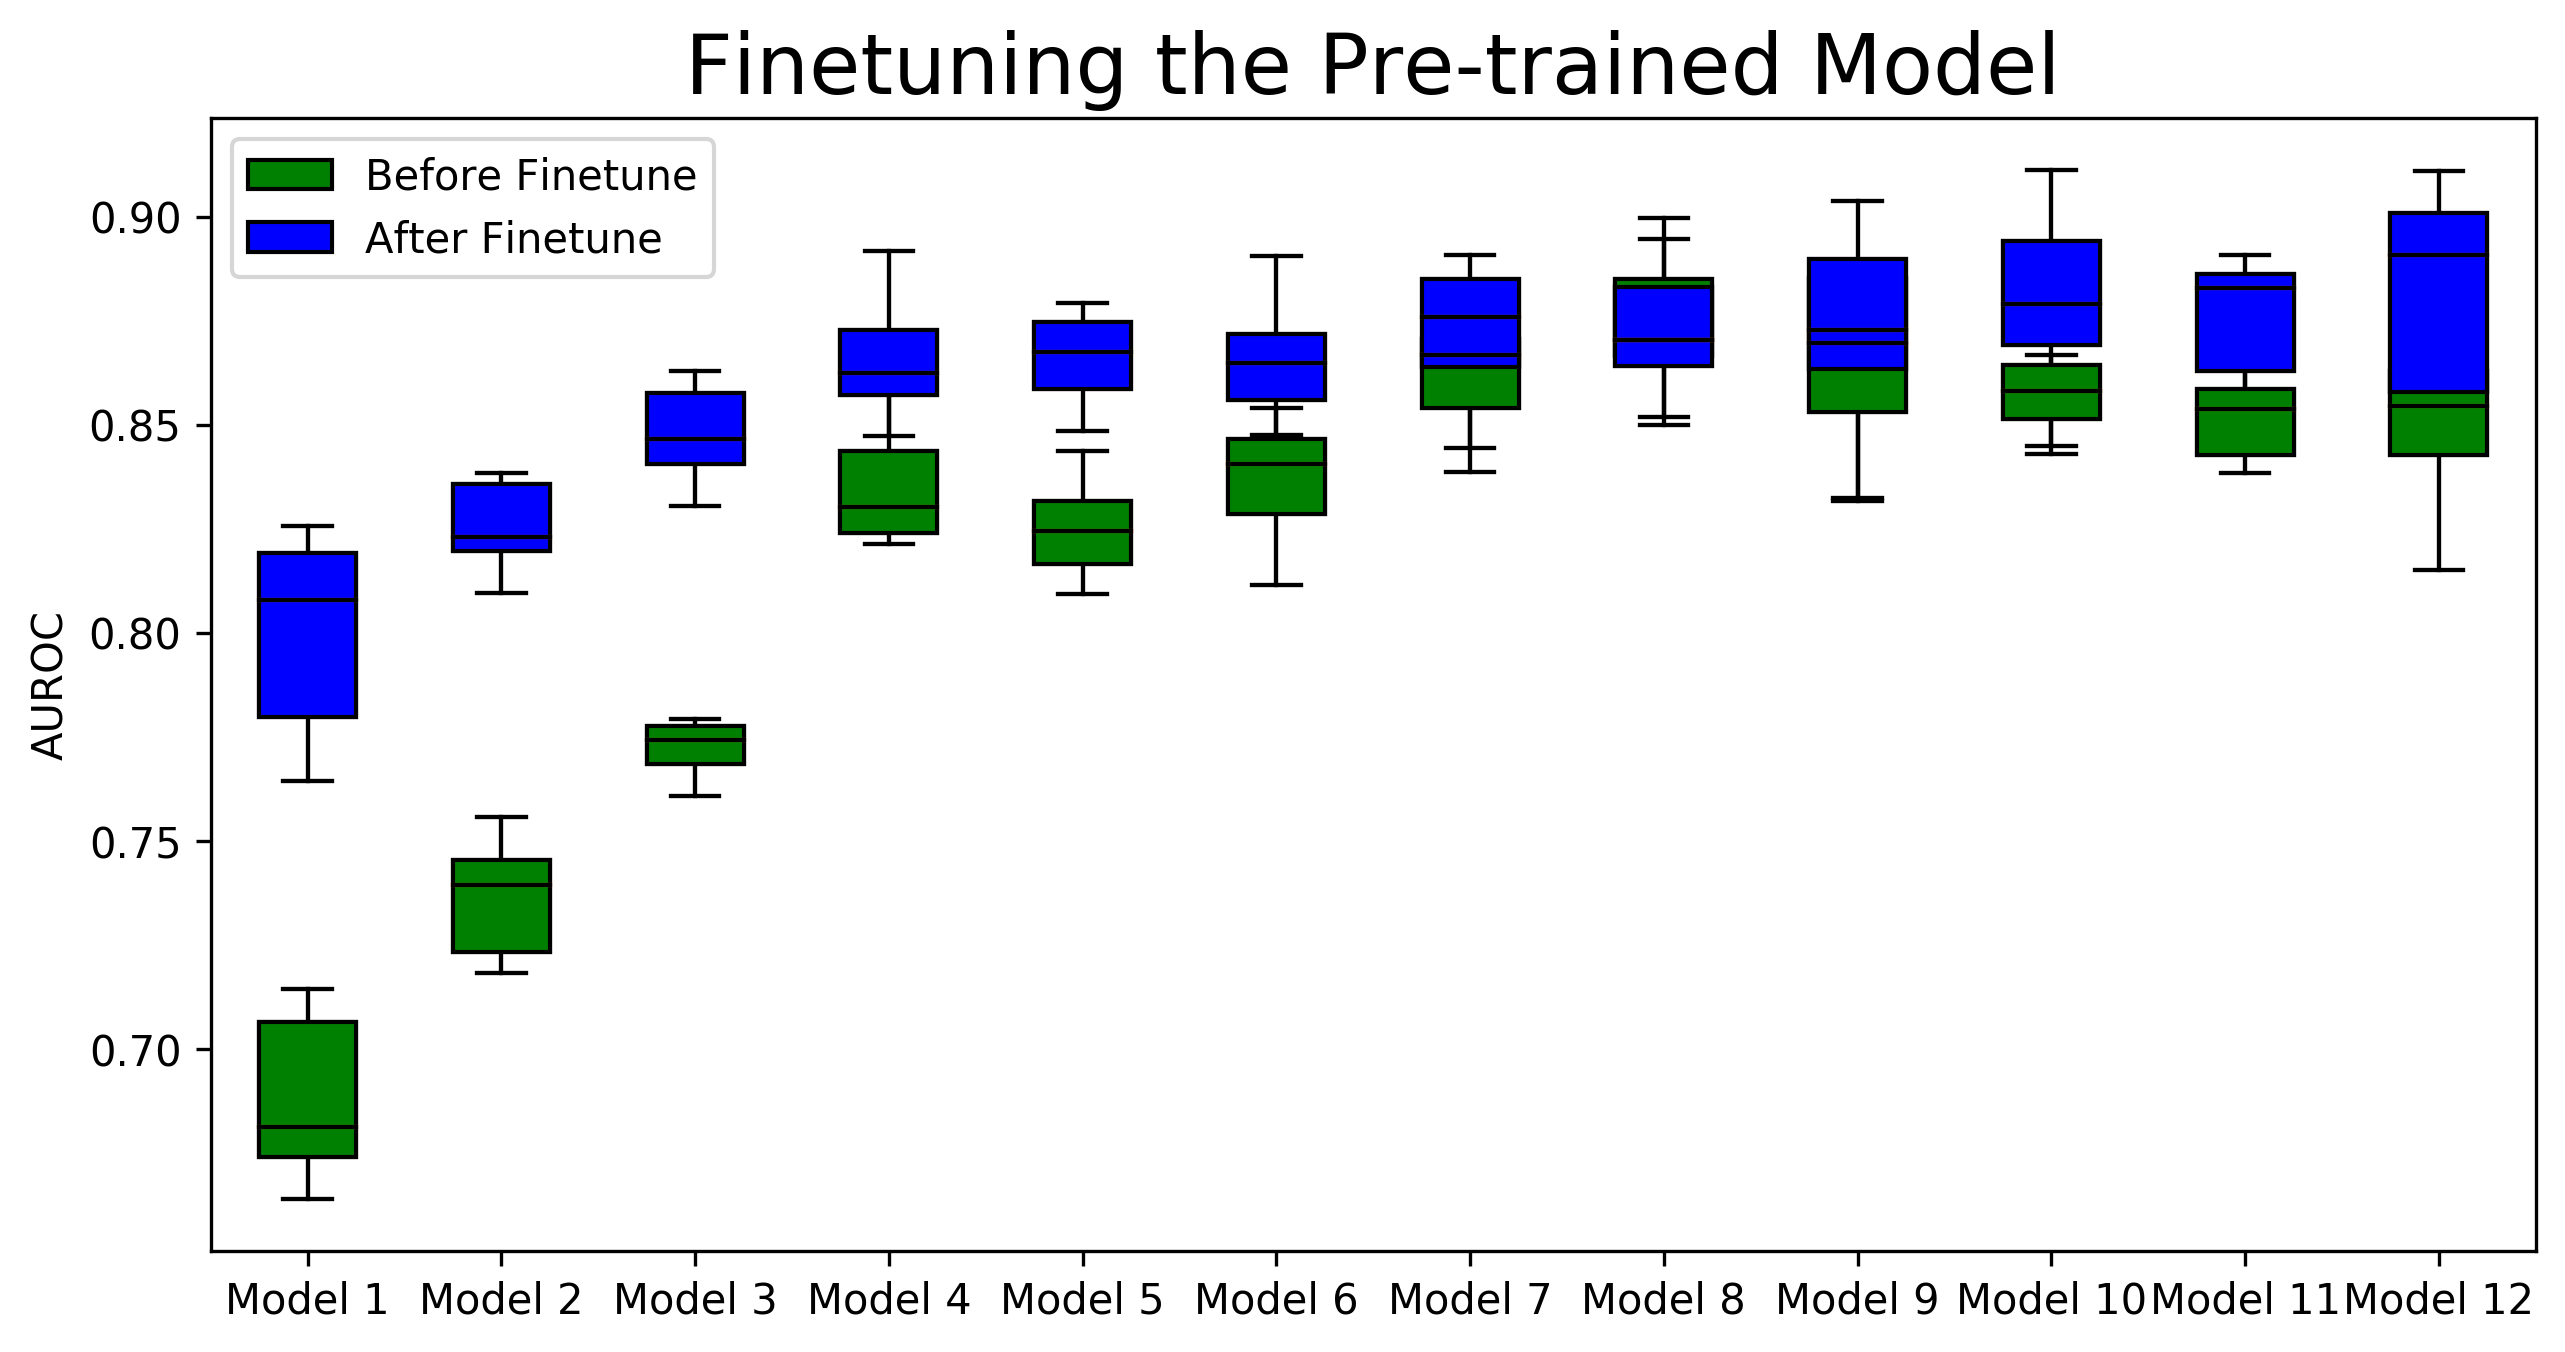 Finetuning the Pre-trained Model
Before Finetune
After Finetune
AUROC
0.90
0.85
0.80
0.75
0.70
Model 1 Model 2 Model 3 Model 4 Model 5 Model 6 Model 7 Model 8 Model 9 Model 10 Model 11 Model 12